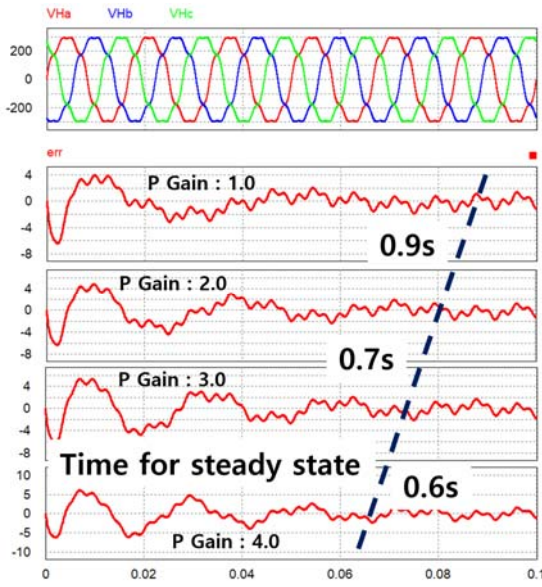 VHa VHb VHc
200
0
-200
err
4
0
-4
-8
P Gain : 1.0
0.9s
4
0
-4
-8
P Gain : 2.0
0.7s
4
0
-4
-8
P Gain : 3.0
Time for steady state
0.6s
10
5
0
-5
-10
P Gain : 4.0
0 0.02 0.04 0.06 0.08 0.1